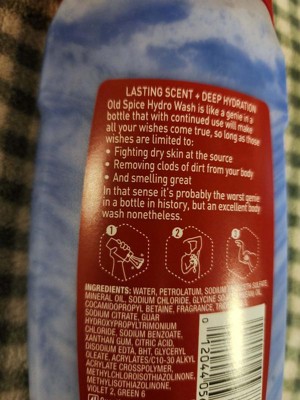 LASTING SCENT + DEEP HYDRATION
Old Spice Hydro Wash is like a genie in a
bottle that with continued use will make
all your wishes come true, so long as those
wishes are limited to:
• Fighting dry skin at the source
• Removing clods of dirt from your body
• And smelling great
In that sense it's probably the worst genie
in a bottle in history, but an excellent body
wash nonetheless.
1 2 3
INGREDIENTS: WATER, PETROLATUM, SODIUM SULFATE,
MINERAL OIL, SODIUM CHLORIDE, GLYCINE SOJA OIL,
COCAMIDOPROPYL BETAINE, FRAGRANCE,
SODIUM CITRATE, GUAR
HYDROXYPROPYLTRIMONIUM
CHLORIDE, SODIUM BENZOATE,
XANTHAN GUM, CITRIC ACID,
DISODIUM EDTA, BHT, GLYCERYL
OLEATE, ACRYLATES/C10-30 ALKYL
ACRYLATE CROSSPOLYMER,
METHYLCHLOROISOTHIAZOLINONE,
METHYLISOTHIAZOLINONE,
VIOLET 2, GREEN 6
0 12044